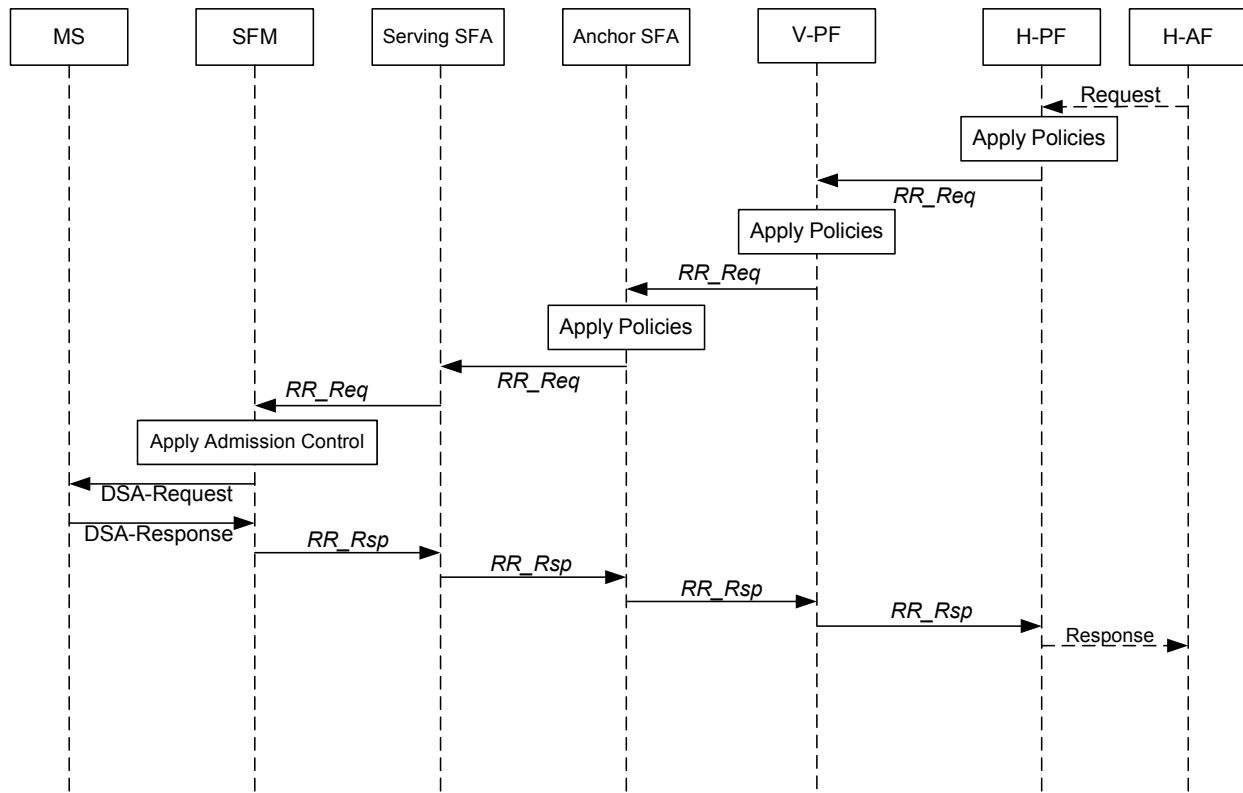 MS
SFM
Serving SFA
Anchor SFA
V-PF
H-PF
H-AF
Request
Apply Policies
RR_Req
Apply Policies
RR_Req
Apply Policies
RR_Req
RR_Req
Apply Admission Control
DSA-Request
DSA-Response
RR_Rsp
RR_Rsp
RR_Rsp
RR_Rsp
Response